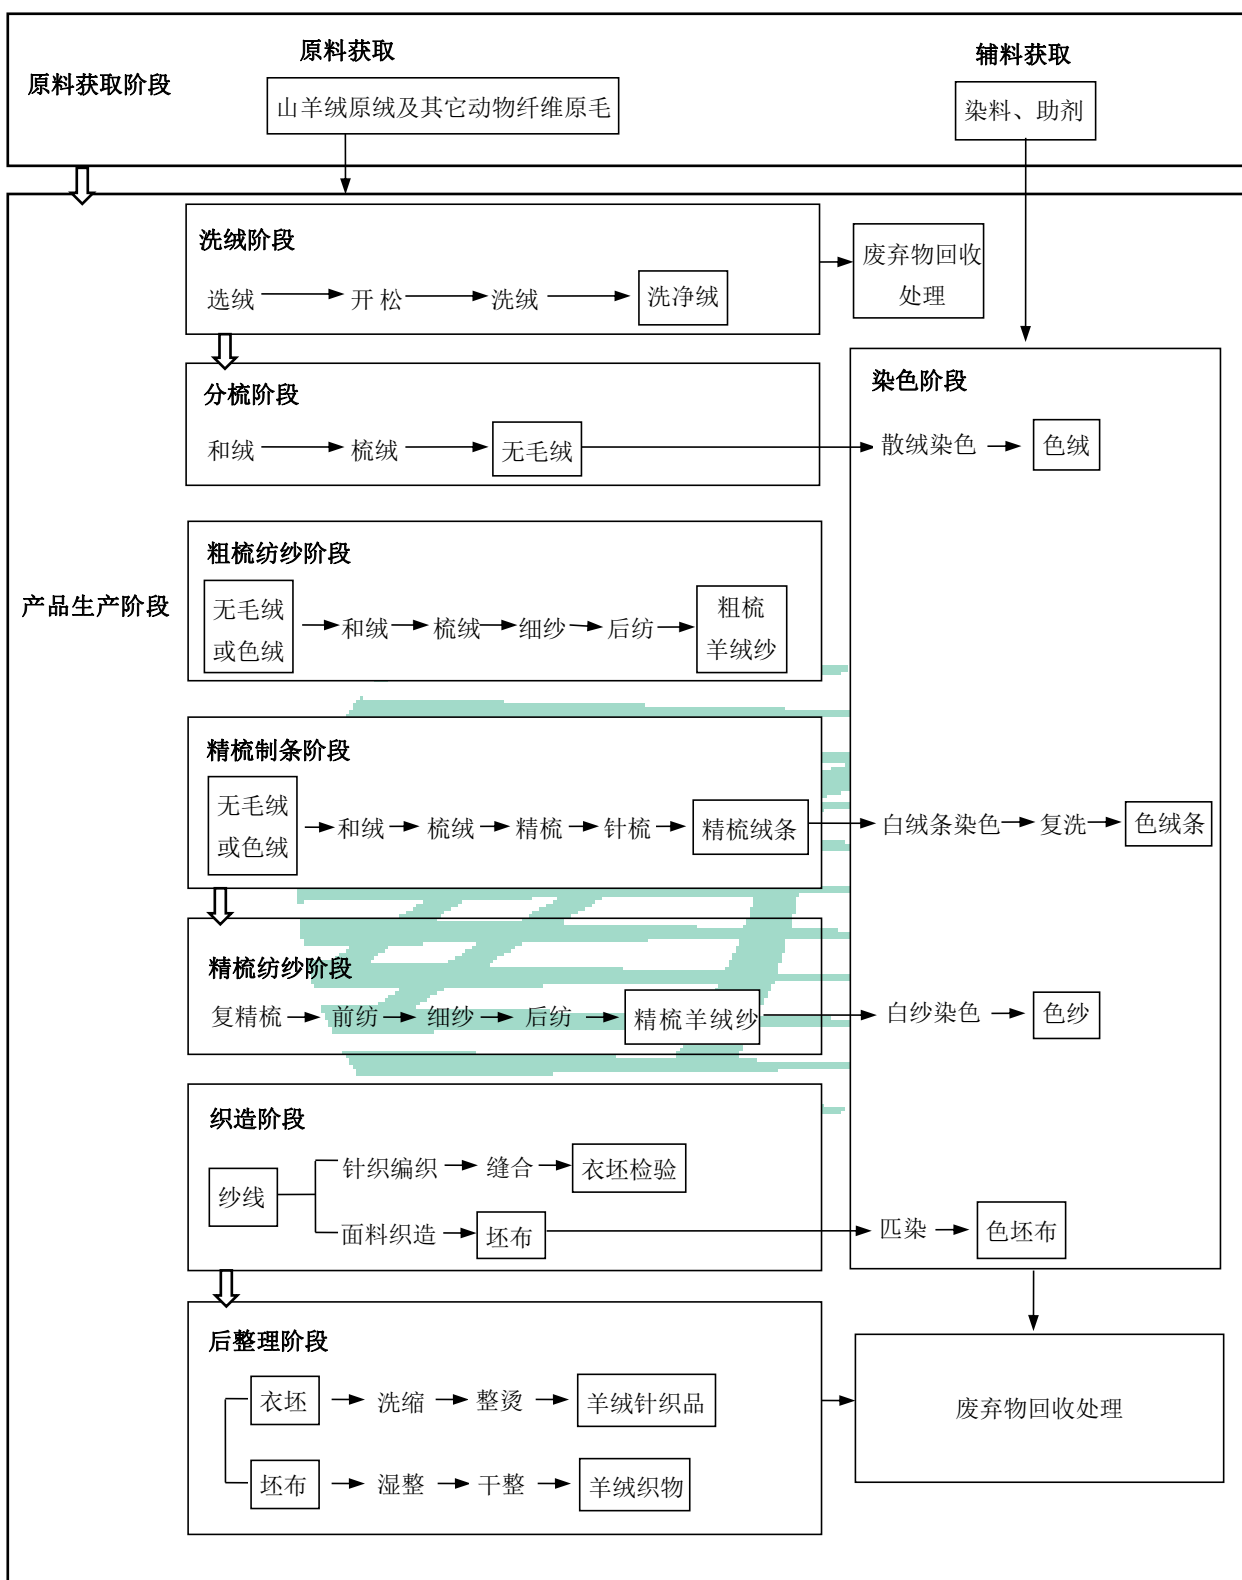 原料获取
辅料获取
原料获取阶段
山羊绒原绒及其它动物纤维原毛
染料、助剂
产品生产阶段
洗绒阶段
选绒
开 松
洗绒
洗净绒
废弃物回收
处理
分梳阶段
和绒
梳绒
无毛绒
染色阶段
散绒染色
色绒
粗梳纺纱阶段
无毛绒
或色绒
和绒
梳绒
细纱
后纺
粗梳
羊绒纱
精梳制条阶段
无毛绒
或色绒
和绒
梳绒
精梳
针梳
精梳绒条
白绒条染色
复洗
色绒条
精梳纺纱阶段
复精梳
前纺
细纱
后纺
精梳羊绒纱
白纱染色
色纱
织造阶段
纱线
针织编织
缝合
衣坯检验
面料织造
坯布
匹染
色坯布
后整理阶段
衣坯
洗缩
整烫
羊绒针织品
坯布
湿整
干整
羊绒织物
废弃物回收处理